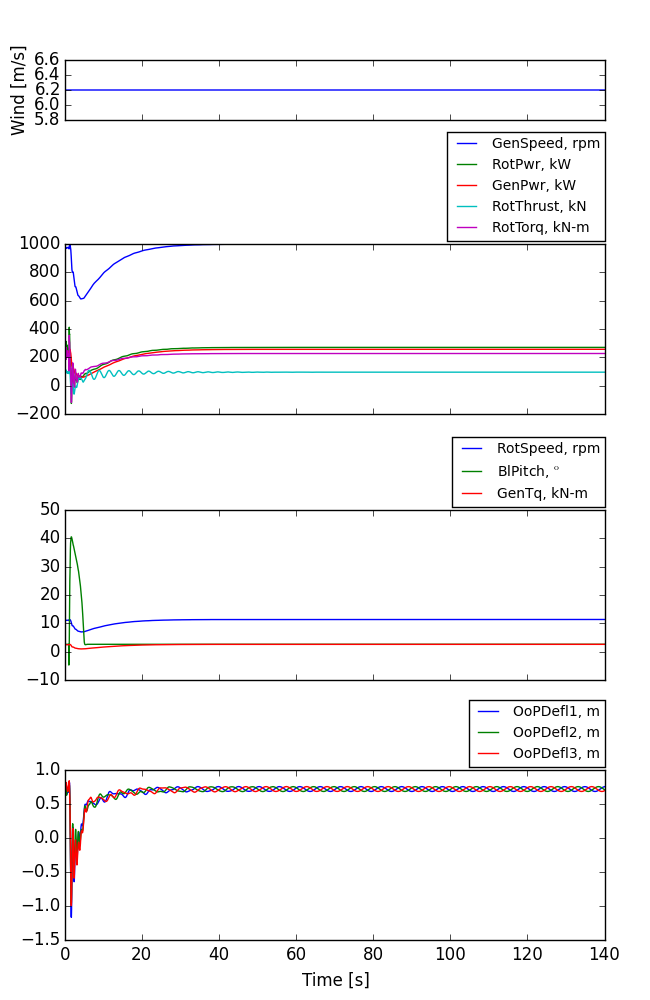 Wind [m/s]
6.6
6.4
6.2
6.0
5.8
GenSpeed, rpm
RotPwr, kW
GenPwr, kW
RotThrust, kN
RotTorq, kN-m
1000
800
600
400
200
0
−200
RotSpeed, rpm
BlPitch, °
GenTq, kN-m
50
40
30
20
10
0
−10
OoPDefl1, m
OoPDefl2, m
OoPDefl3, m
1.0
0.5
0.0
−0.5
−1.0
−1.5
0 20 40 60 80 100 120 140
Time [s]